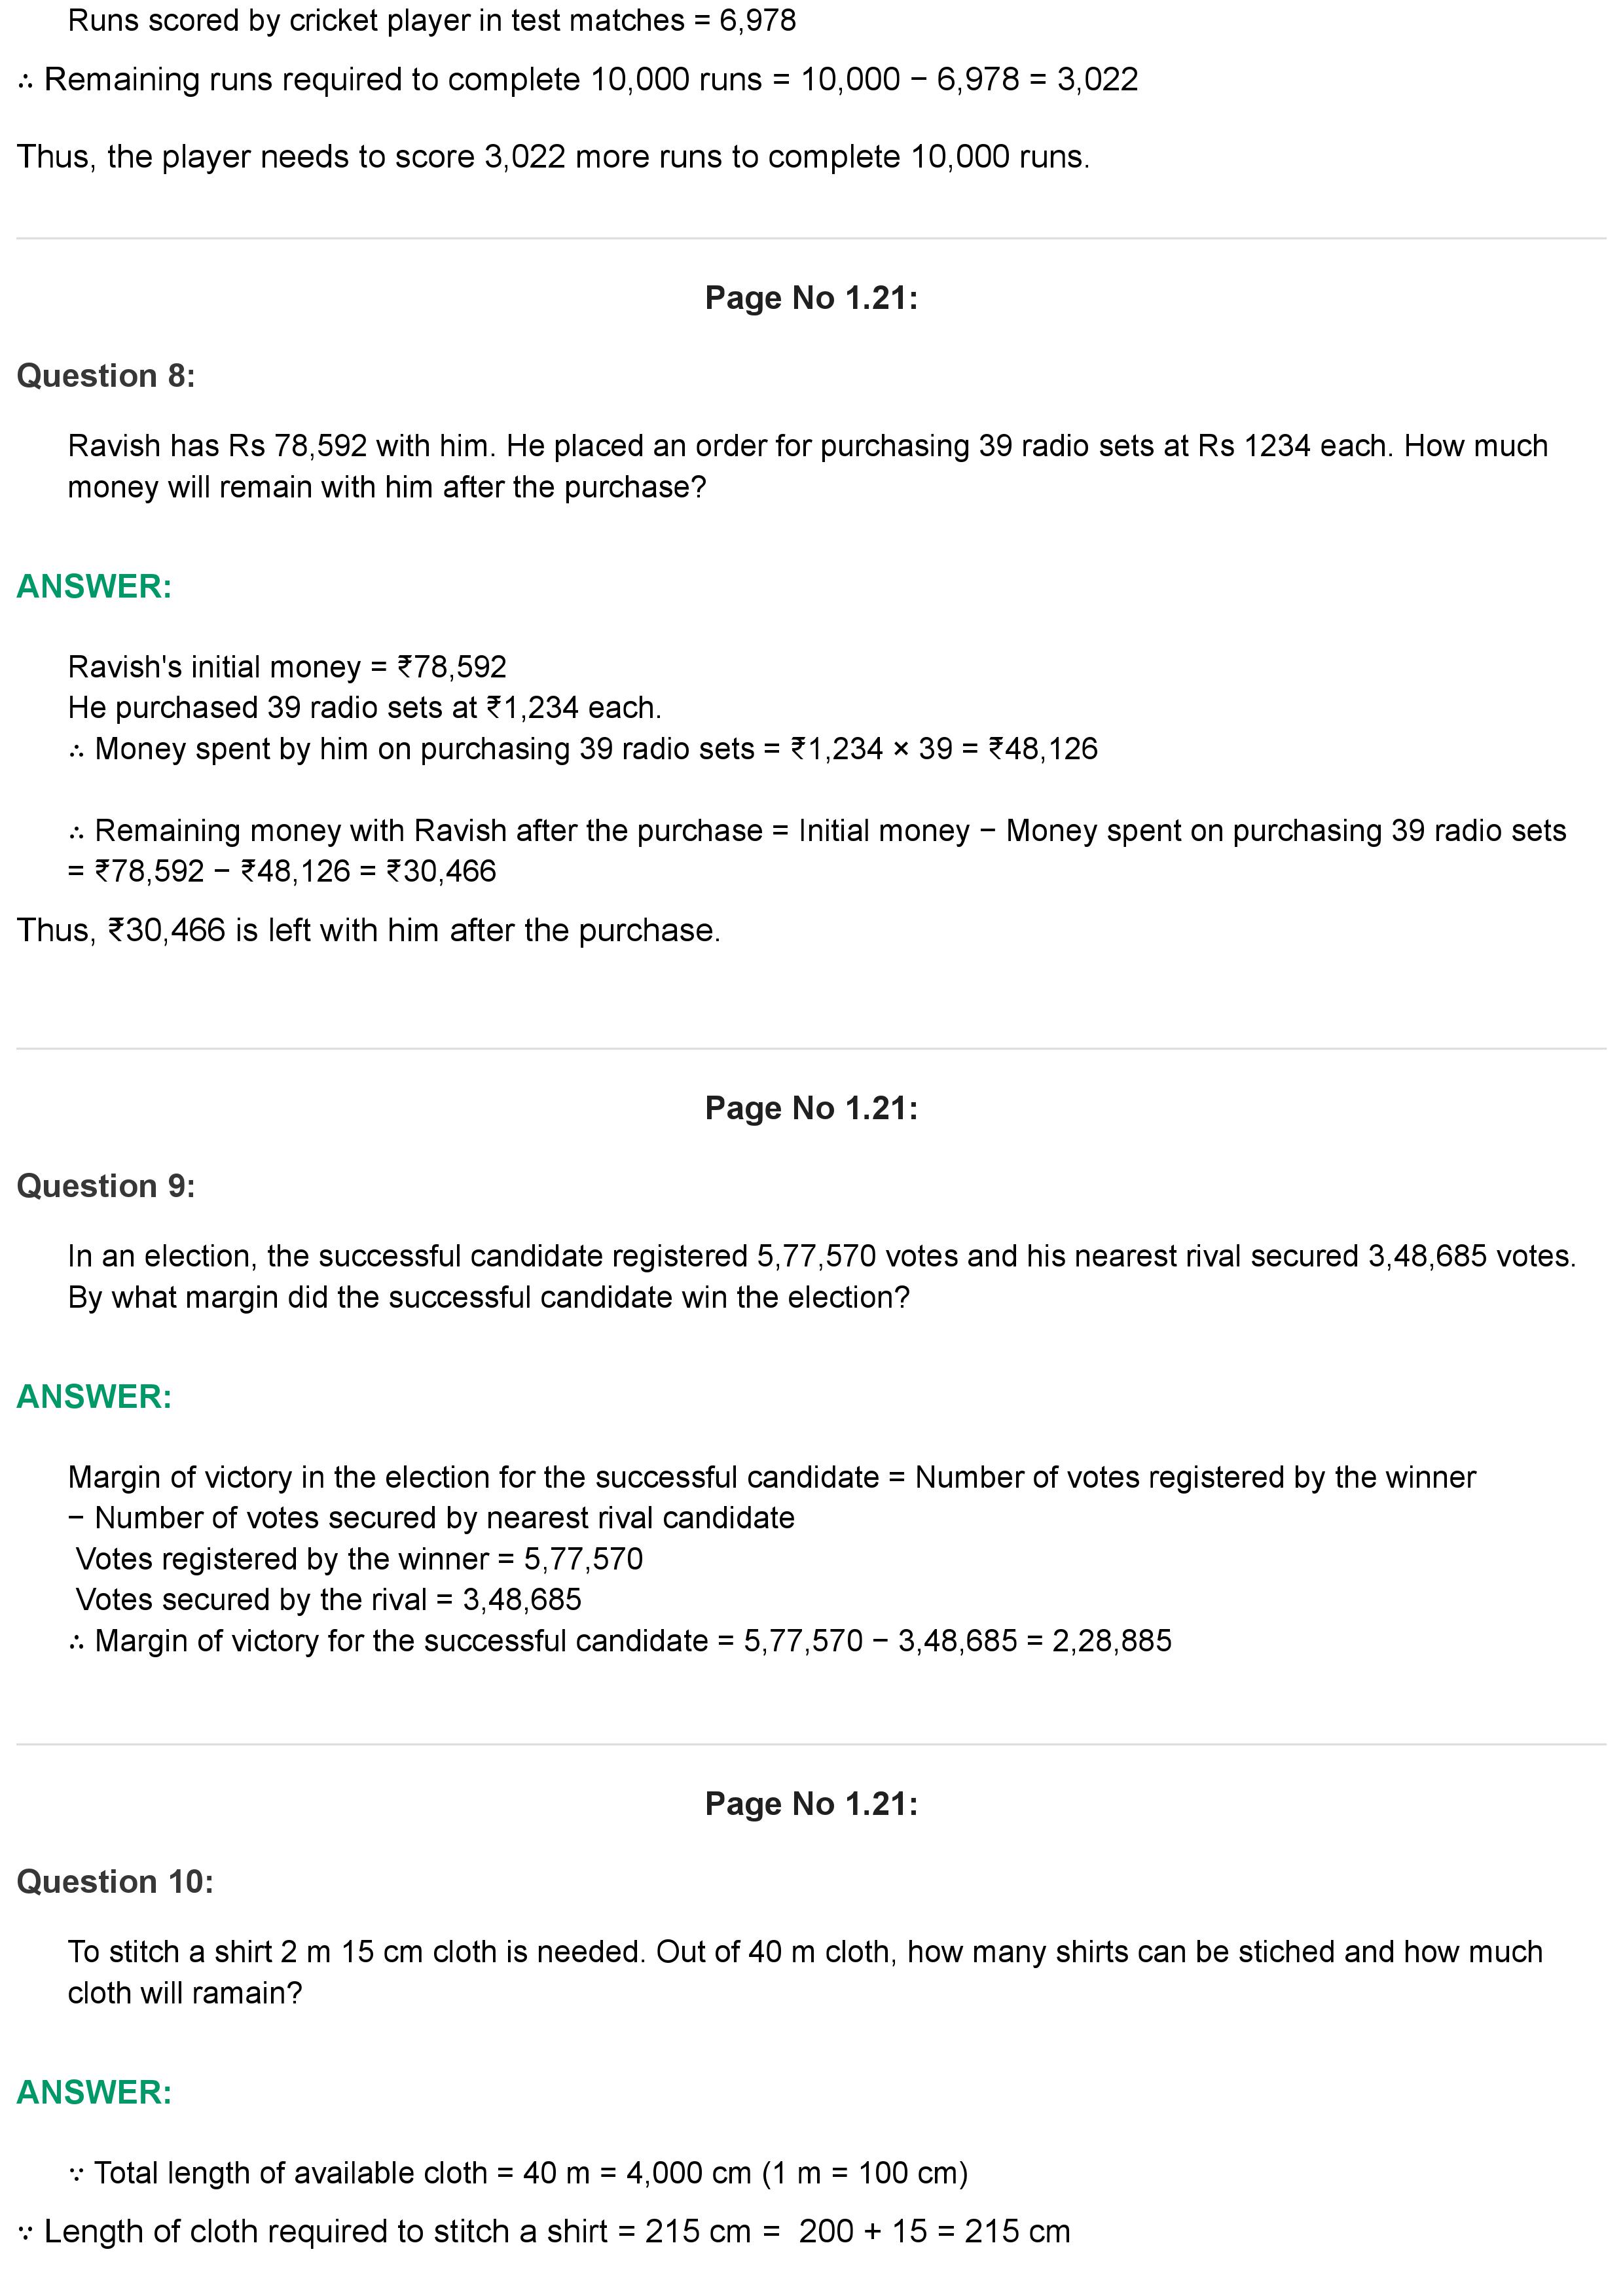 Runs scored by cricket player in test matches = 6,978
∴ Remaining runs required to complete 10,000 runs = 10,000 − 6,978 = 3,022
Thus, the player needs to score 3,022 more runs to complete 10,000 runs.
Page No 1.21:
Question 8:
Ravish has Rs 78,592 with him. He placed an order for purchasing 39 radio sets at Rs 1234 each. How much
money will remain with him after the purchase?
ANSWER:
Ravish's initial money = ₹78,592
He purchased 39 radio sets at ₹1,234 each.
∴ Money spent by him on purchasing 39 radio sets = ₹1,234 × 39 = ₹48,126
∴ Remaining money with Ravish after the purchase = Initial money − Money spent on purchasing 39 radio sets
= ₹78,592 − ₹48,126 = ₹30,466
Thus, ₹30,466 is left with him after the purchase.
Page No 1.21:
Question 9:
In an election, the successful candidate registered 5,77,570 votes and his nearest rival secured 3,48,685 votes.
By what margin did the successful candidate win the election?
ANSWER:
Margin of victory in the election for the successful candidate = Number of votes registered by the winner
− Number of votes secured by nearest rival candidate
Votes registered by the winner = 5,77,570
Votes secured by the rival = 3,48,685
∴ Margin of victory for the successful candidate = 5,77,570 − 3,48,685 = 2,28,885
Page No 1.21:
Question 10:
To stitch a shirt 2 m 15 cm cloth is needed. Out of 40 m cloth, how many shirts can be stiched and how much
cloth will ramain?
ANSWER:
∵ Total length of available cloth = 40 m = 4,000 cm (1 m = 100 cm)
∵ Length of cloth required to stitch a shirt = 215 cm = 200 + 15 = 215 cm